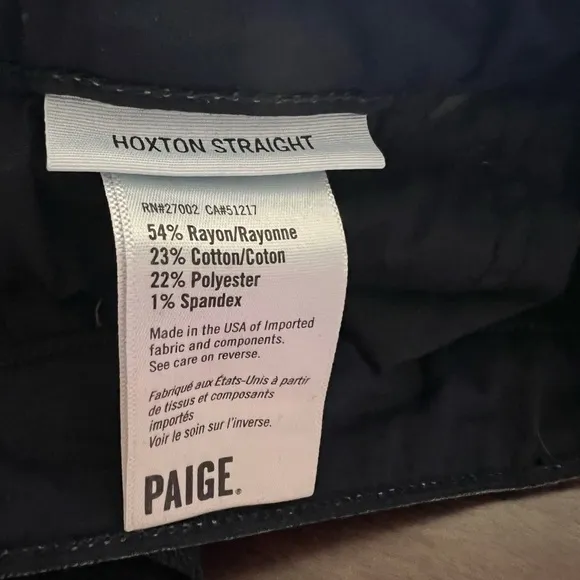 HOXTON STRAIGHT
RN#27002 CA#51217
54% Rayon/Rayonne
23% Cotton/Coton
22% Polyester
1% Spandex
Made in the USA of Imported
fabric and components.
See care on reverse.
Fabriqué aux États-Unis à partir
de tissus et composants
importés
Voir le soin sur l'inverse.
PAIGE®